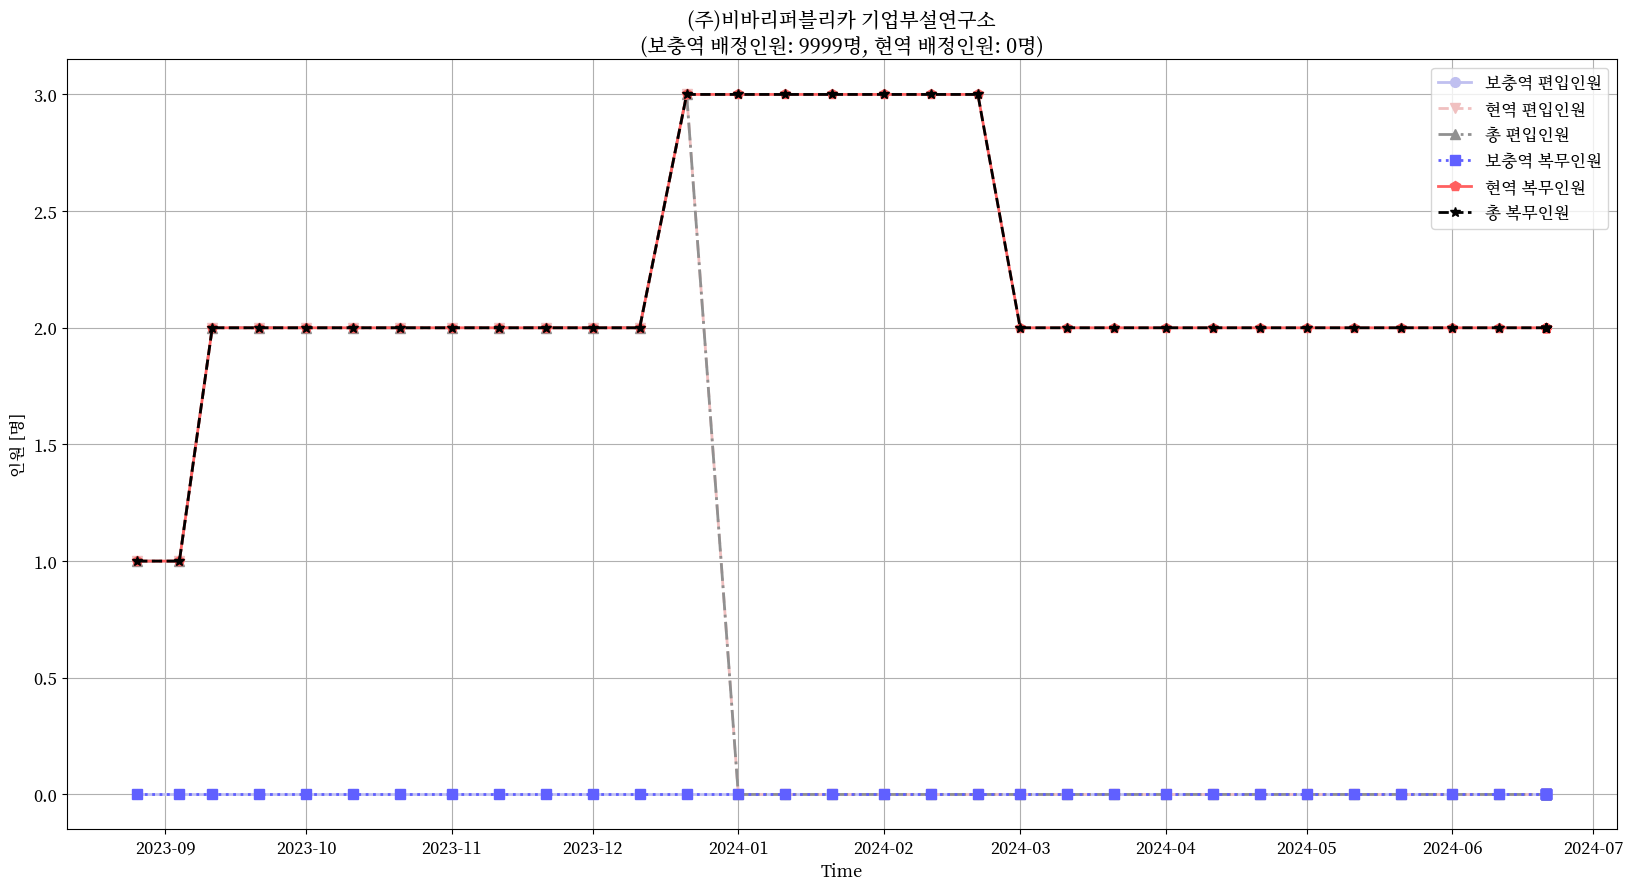 (주)비바리퍼블리카 기업부설연구소
(보충역 배정인원: 9999명, 현역 배정인원: 0명)
보충역 편입인원
현역 편입인원
총 편입인원
보충역 복무인원
현역 복무인원
총 복무인원
인원 [명]
3.0
2.5
2.0
1.5
1.0
0.5
0.0
2023-09 2023-10 2023-11 2023-12 2024-01 2024-02 2024-03 2024-04 2024-05 2024-06 2024-07
Time